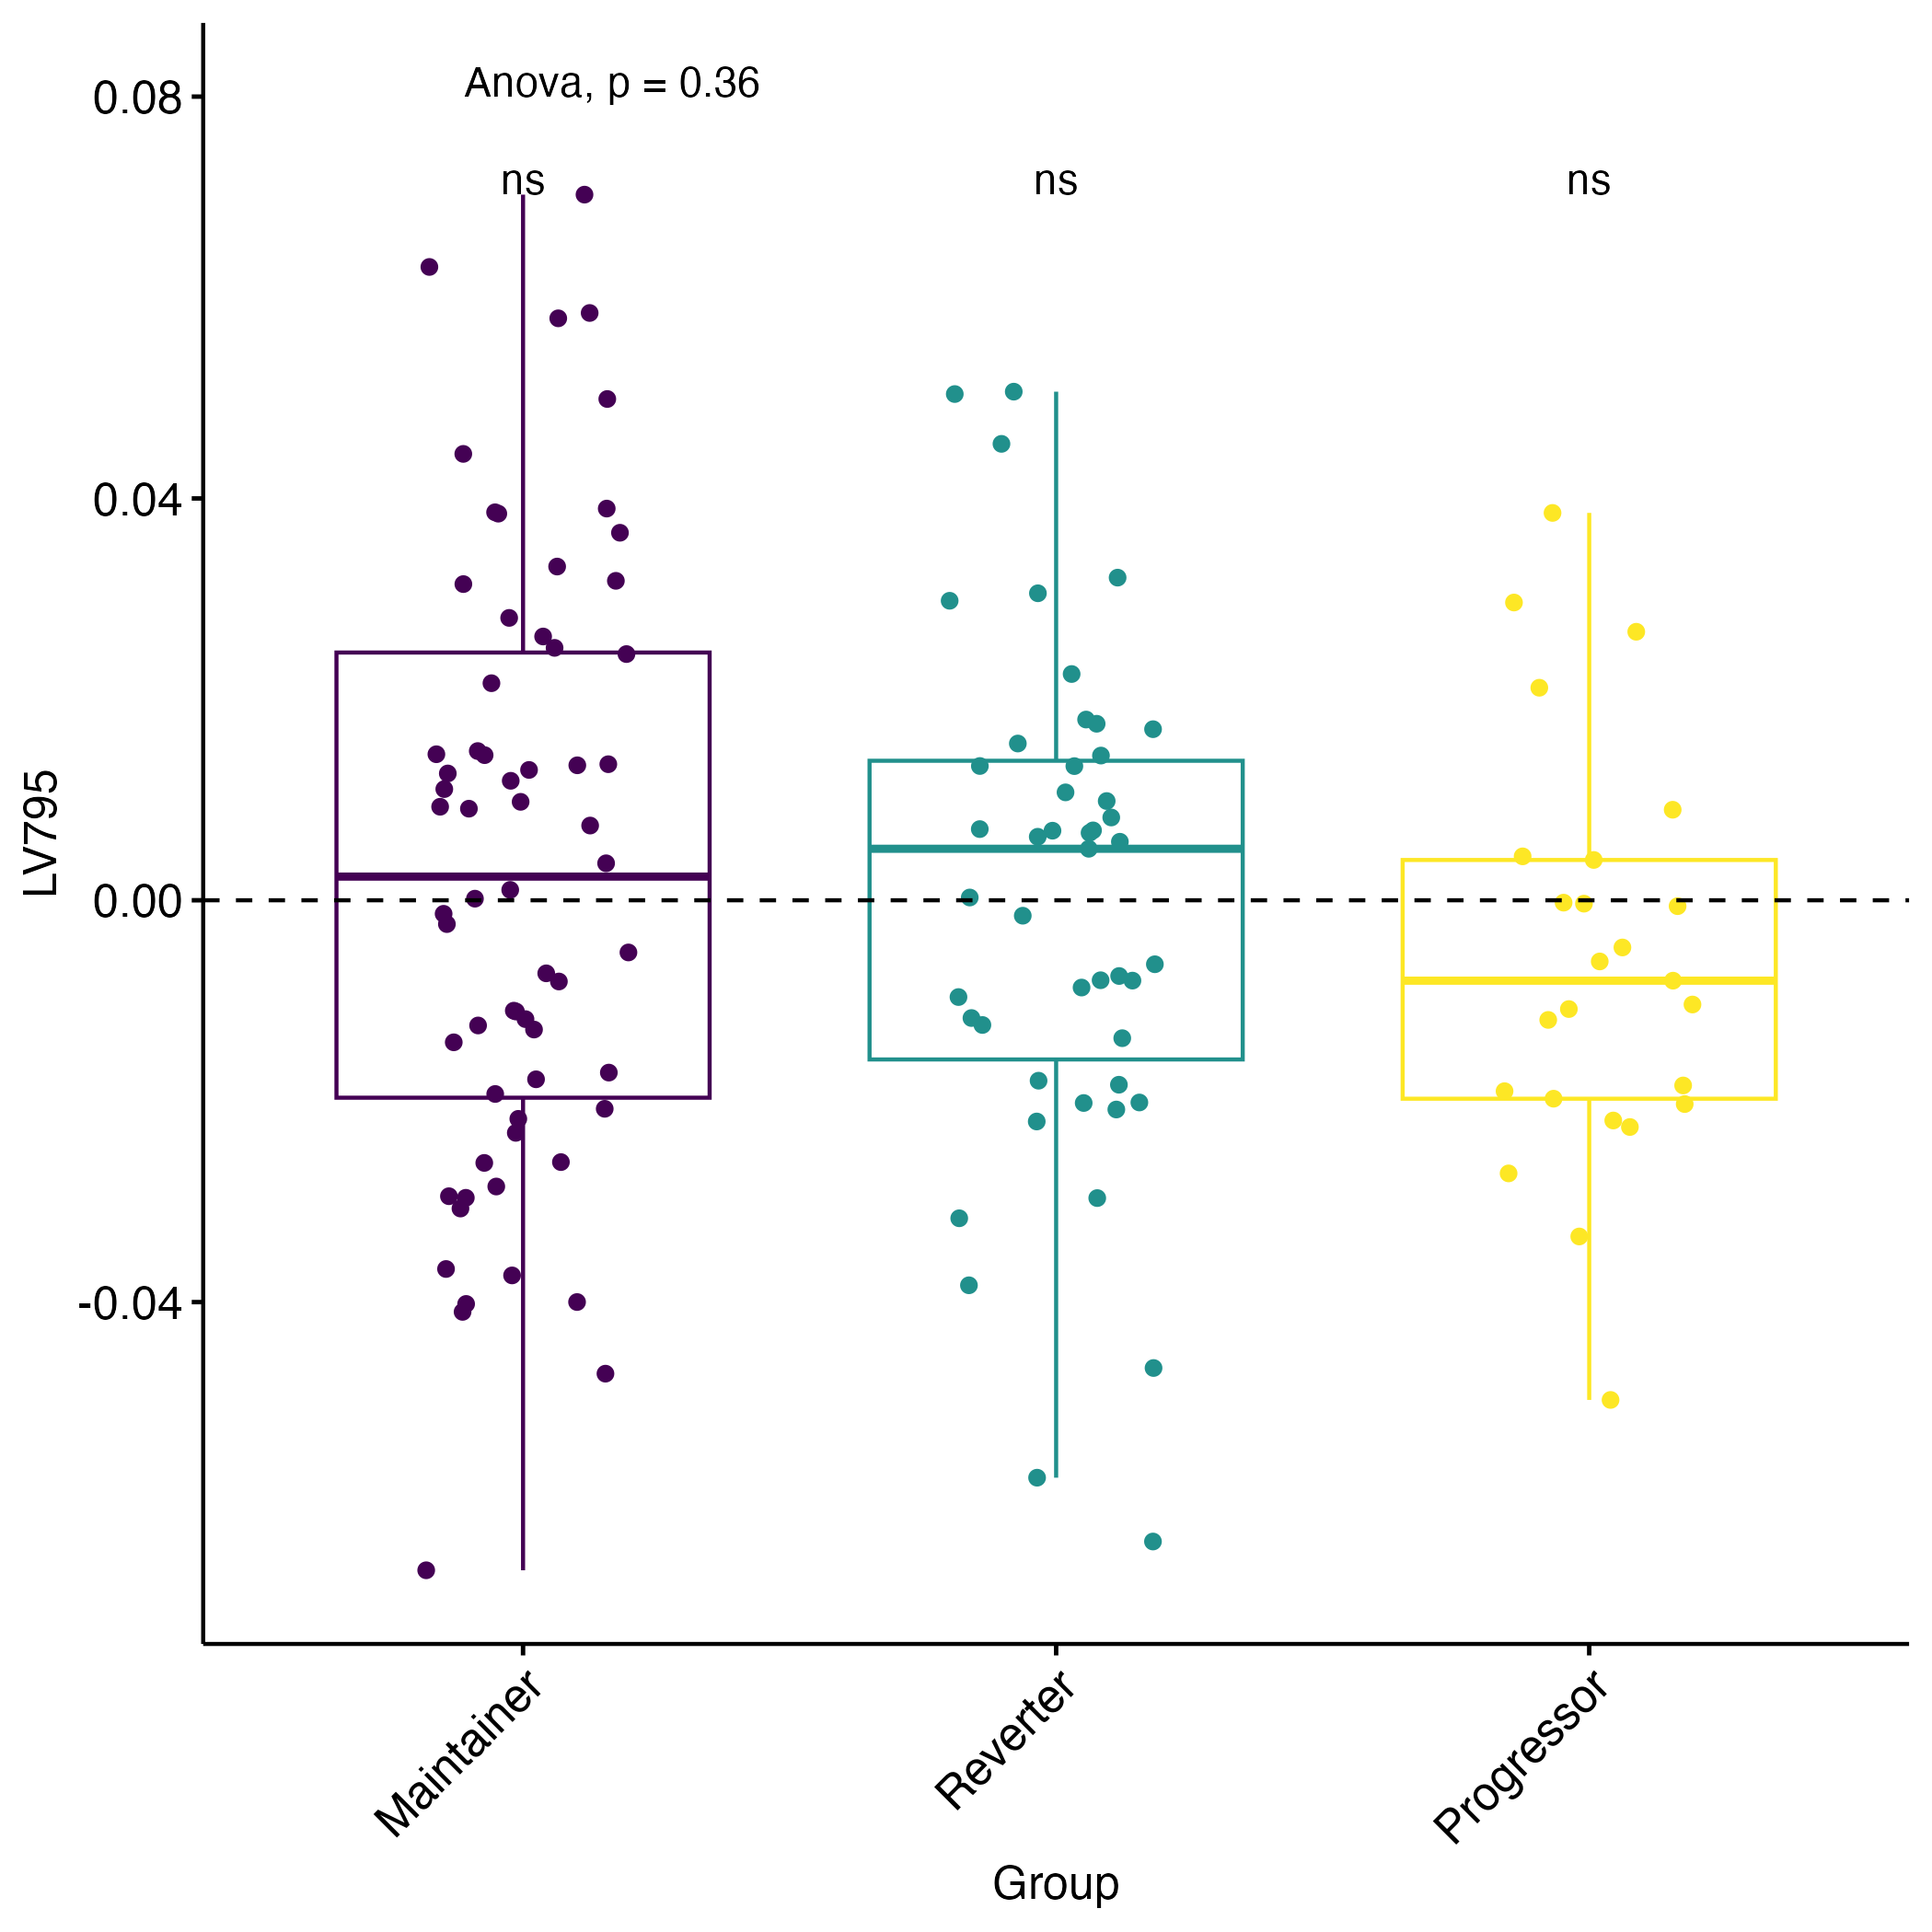 Anova, p = 0.36
ns ns ns
0.08
0.04
0.00
-0.04
LV795
Maintainer Reverter Progressor
Group